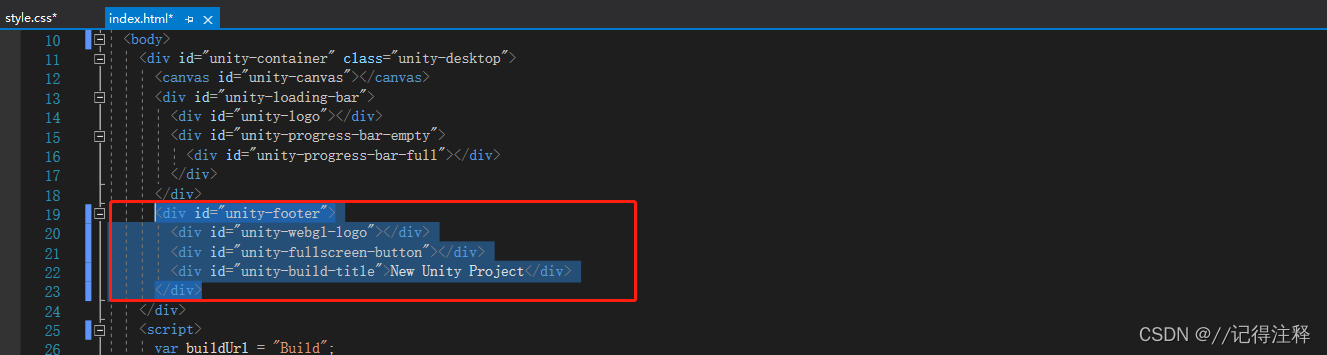 style.css* index.html*
10 <body>
11 <div id="unity-container" class="unity-desktop">
12 <canvas id="unity-canvas"></canvas>
13 <div id="unity-loading-bar">
14 <div id="unity-logo"></div>
15 <div id="unity-progress-bar-empty">
16 <div id="unity-progress-bar-full"></div>
17 </div>
18 </div>
19 <div id="unity-footer">
20 <div id="unity-webgl-logo"></div>
21 <div id="unity-fullscreen-button"></div>
22 <div id="unity-build-title">New Unity Project</div>
23 </div>
24 </div>
25 <script>
26 var buildUrl = "Build";
CSDN @//记得注释